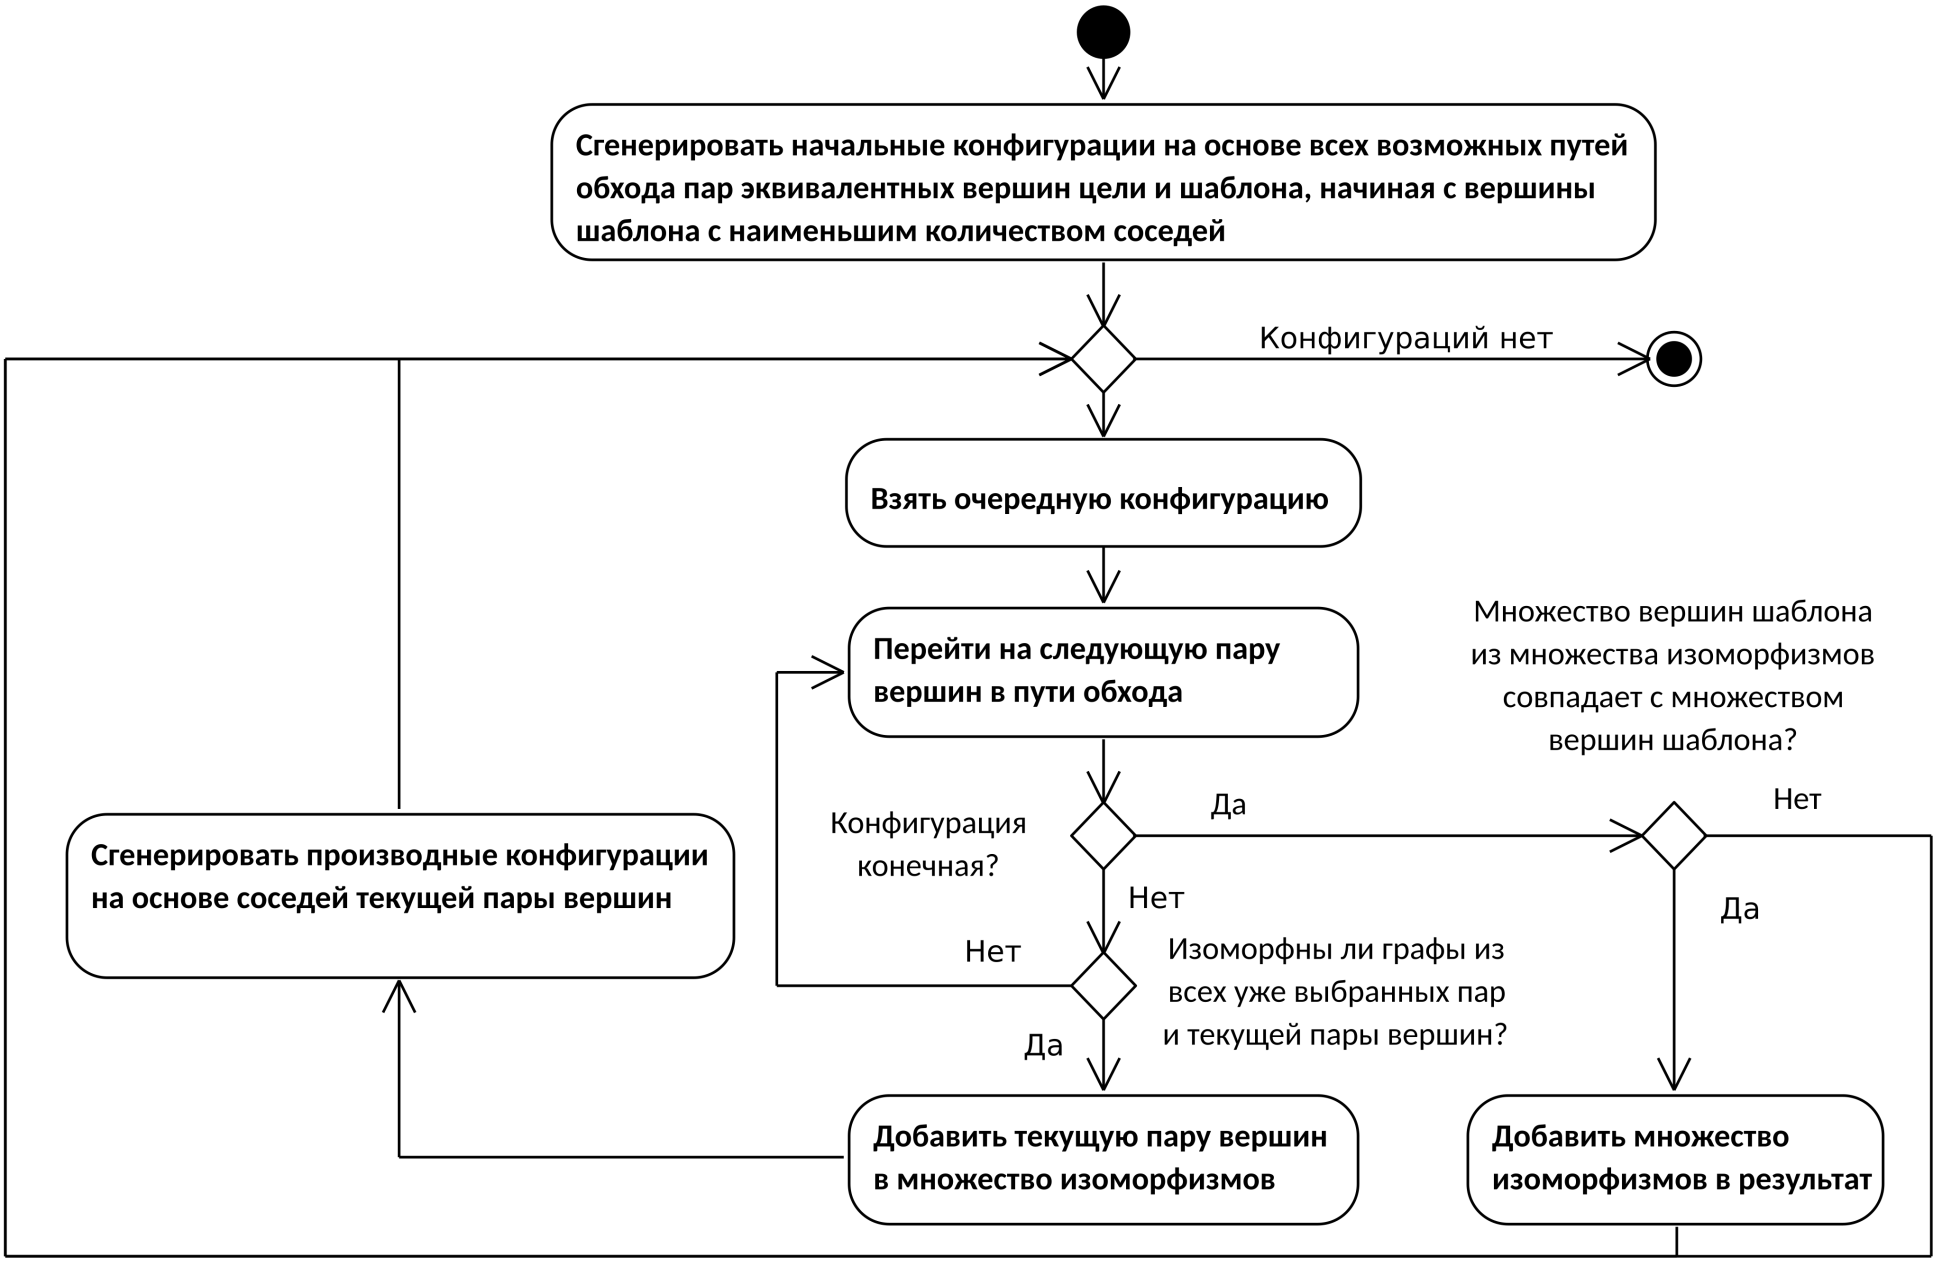 Сгенерировать начальные конфигурации на основе всех возможных путей
обхода пар эквивалентных вершин цели и шаблона, начиная с вершины
шаблона с наименьшим количеством соседей
Конфигураций нет
Взять очередную конфигурацию
Перейти на следующую пару
вершин в пути обхода
Множество вершин шаблона
из множества изоморфизмов
совпадает с множеством
вершин шаблона?
Конфигурация
конечная?
Да
Нет
Сгенерировать производные конфигурации
на основе соседей текущей пары вершин
Нет
Да
Нет
Изоморфны ли графы из
всех уже выбранных пар
и текущей пары вершин?
Да
Добавить текущую пару вершин
в множество изоморфизмов
Добавить множество
изоморфизмов в результат